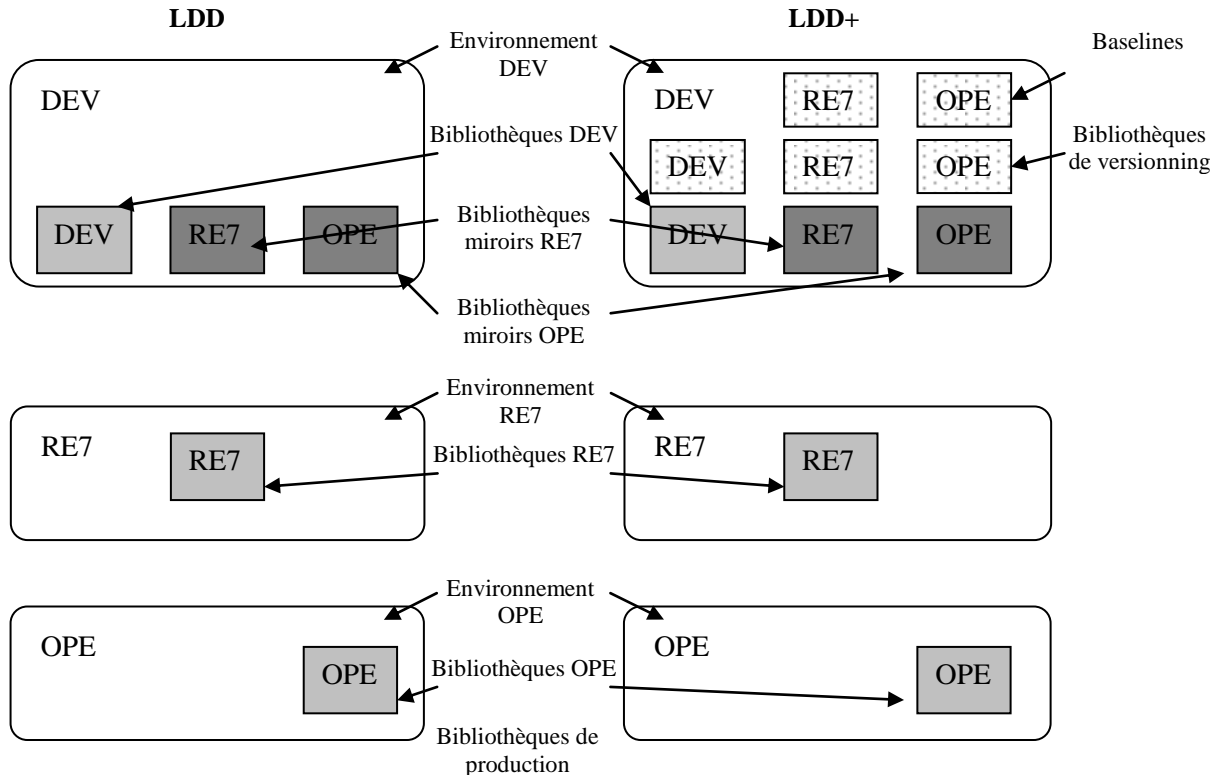 LDD
LDD+
Environnement
DEV
Baselines
DEV
DEV
RE7
OPE
Bibliothèques DEV
Bibliothèques
de versionning
DEV
RE7
OPE
DEV
RE7
OPE
Bibliothèques
miroirs RE7
DEV
RE7
OPE
Bibliothèques
miroirs OPE
Environnement
RE7
RE7
RE7
Bibliothèques RE7
RE7
RE7
Environnement
OPE
OPE
OPE
Bibliothèques OPE
OPE
OPE
Bibliothèques de
production